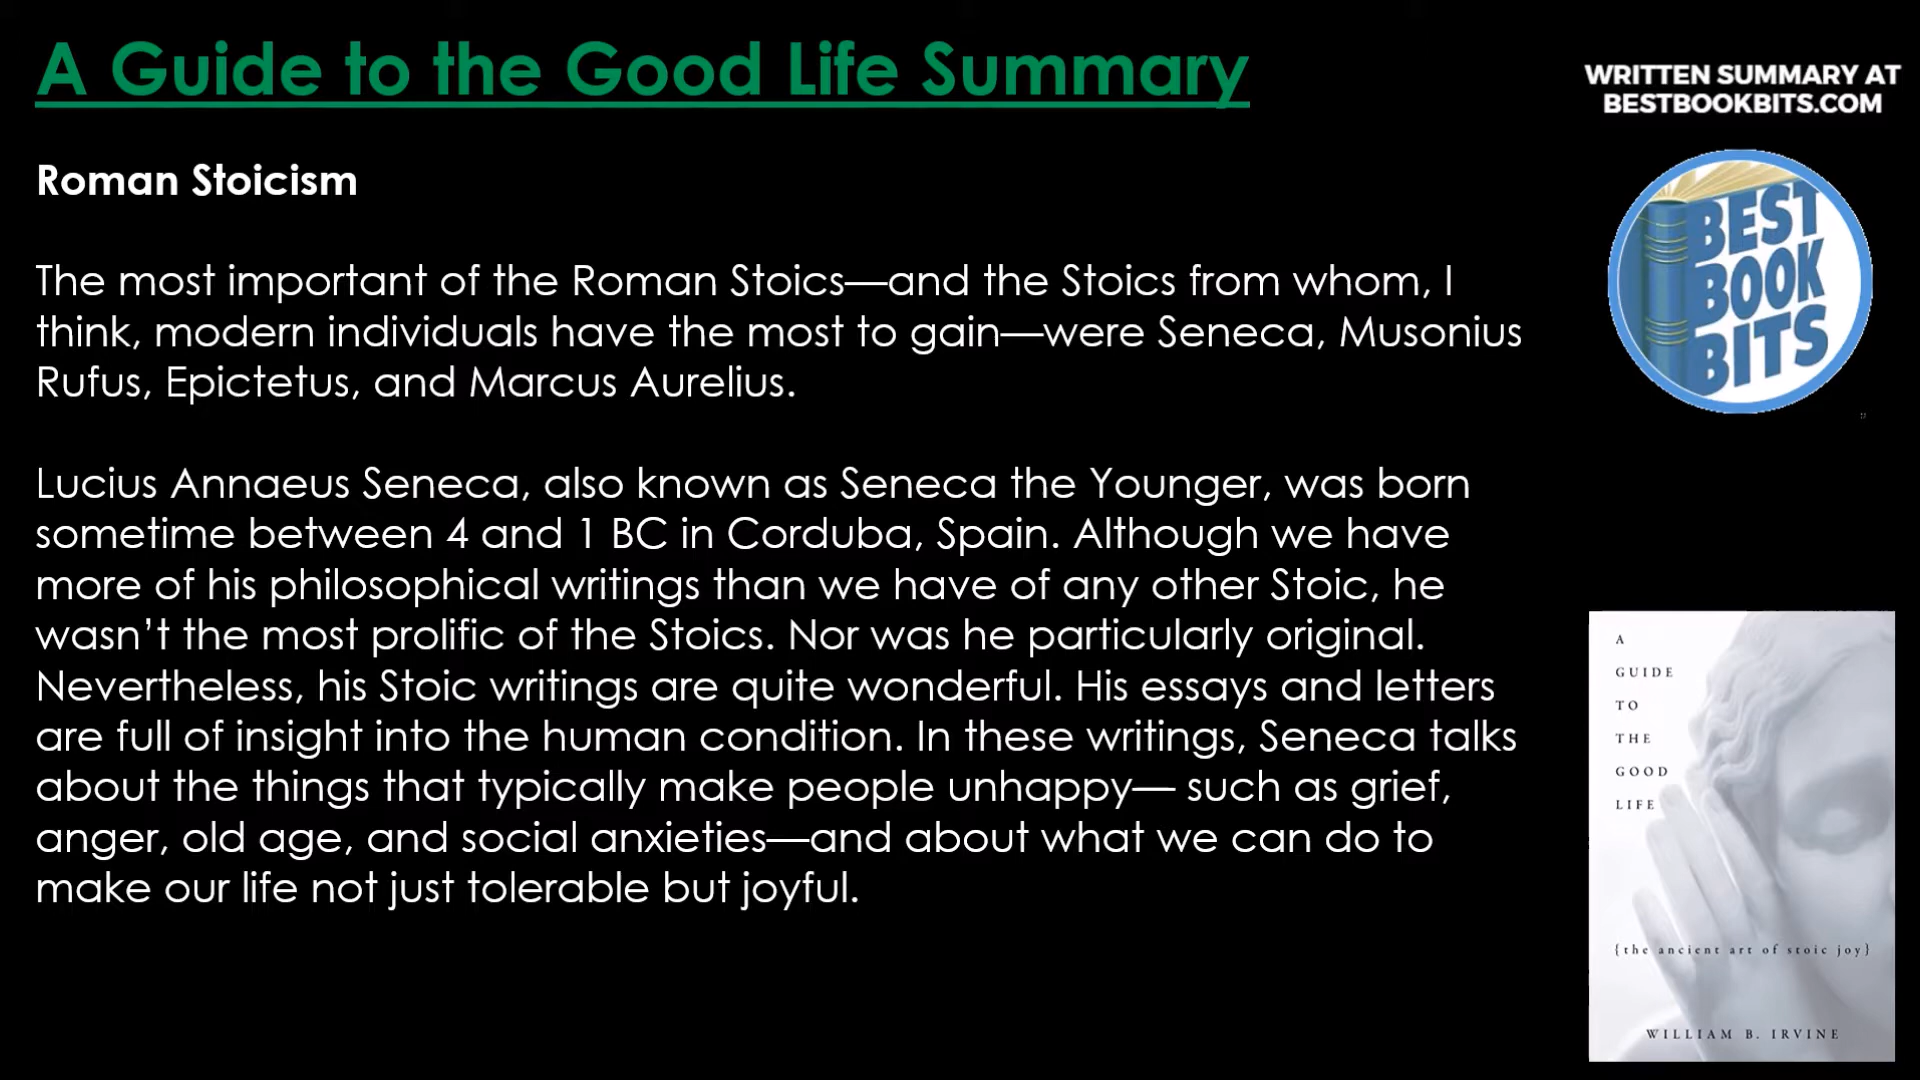 A Guide to the Good Life Summary
WRITTEN SUMMARY AT
BESTBOOKBITS.COM
Roman Stoicism
The most important of the Roman Stoics—and the Stoics from whom, I
think, modern individuals have the most to gain—were Seneca, Musonius
Rufus, Epictetus, and Marcus Aurelius.
Lucius Annaeus Seneca, also known as Seneca the Younger, was born
sometime between 4 and 1 BC in Corduba, Spain. Although we have
more of his philosophical writings than we have of any other Stoic, he
wasn’t the most prolific of the Stoics. Nor was he particularly original.
Nevertheless, his Stoic writings are quite wonderful. His essays and letters
are full of insight into the human condition. In these writings, Seneca talks
about the things that typically make people unhappy— such as grief,
anger, old age, and social anxieties—and about what we can do to
make our life not just tolerable but joyful.
BEST
BOOK
BITS
A
GUIDE
TO
THE
GOOD
LIFE
{the ancient art of stoic joy}
WILLIAM B. IRVINE